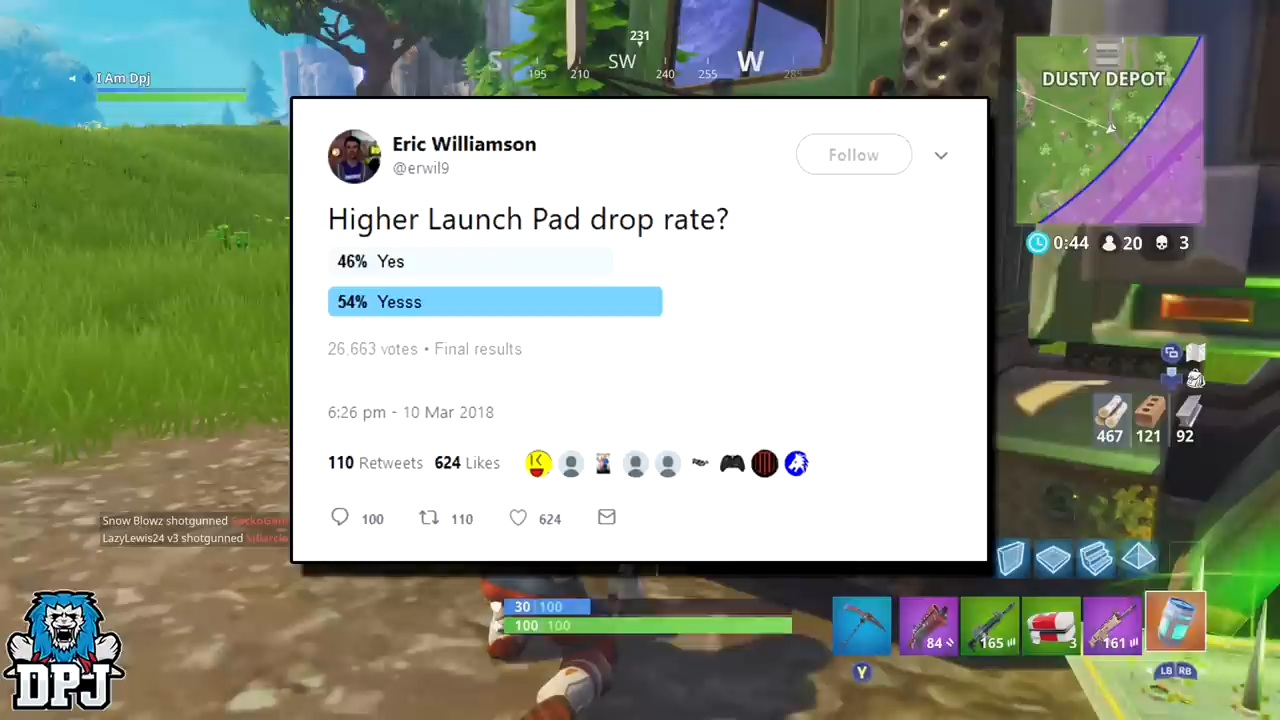 I Am Dpj
231
S 195 210 SW 240 255 W 285
DUSTY DEPOT
0:44 20 3
Eric Williamson
@erwil9
Follow
Higher Launch Pad drop rate?
46% Yes
54% Yesss
26,663 votes • Final results
6:26 pm - 10 Mar 2018
110 Retweets 624 Likes
100 110 624
467 121 92
Snow Blowz shotgunned
LazyLewis24 v3 shotgunned
30 | 100
100 | 100
84 165 3 161
Y
LB RB
DPJ